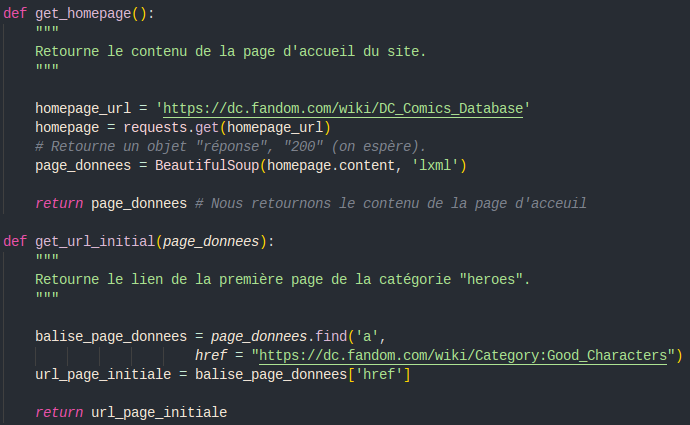 def get_homepage():
    """
    Retourne le contenu de la page d'accueil du site.
    """
    homepage_url = 'https://dc.fandom.com/wiki/DC_Comics_Database'
    homepage = requests.get(homepage_url)
    # Retourne un objet "réponse", "200" (on espère).
    page_donnees = BeautifulSoup(homepage.content, 'lxml')
    return page_donnees # Nous retournons le contenu de la page d'acceuil
def get_url_initial(page_donnees):
    """
    Retourne le lien de la première page de la catégorie "heroes".
    """
    balise_page_donnees = page_donnees.find('a',
                        href = "https://dc.fandom.com/wiki/Category:Good_Characters")
    url_page_initiale = balise_page_donnees['href']
    return url_page_initiale